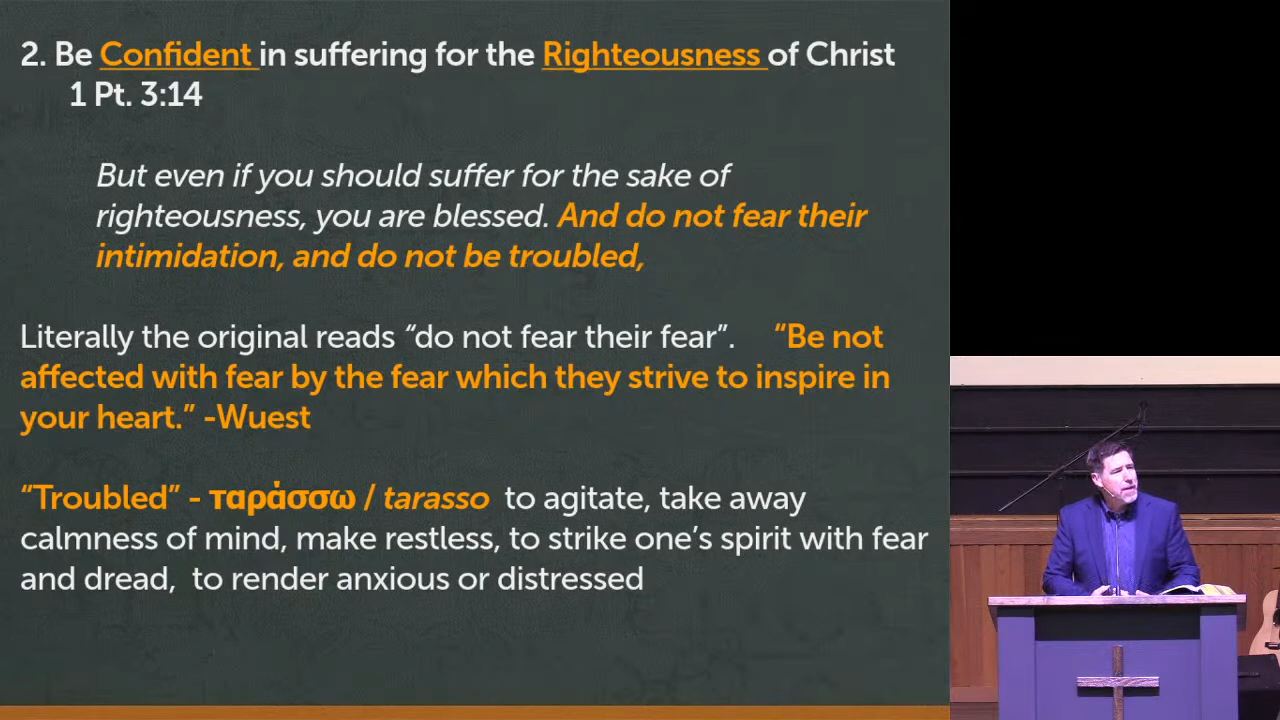 2. Be Confident in suffering for the Righteousness of Christ
1 Pt. 3:14
But even if you should suffer for the sake of
righteousness, you are blessed. And do not fear their
intimidation, and do not be troubled,
Literally the original reads “do not fear their fear”. “Be not
affected with fear by the fear which they strive to inspire in
your heart.” -Wuest
“Troubled” - ταράσσω / tarasso to agitate, take away
calmness of mind, make restless, to strike one’s spirit with fear
and dread, to render anxious or distressed